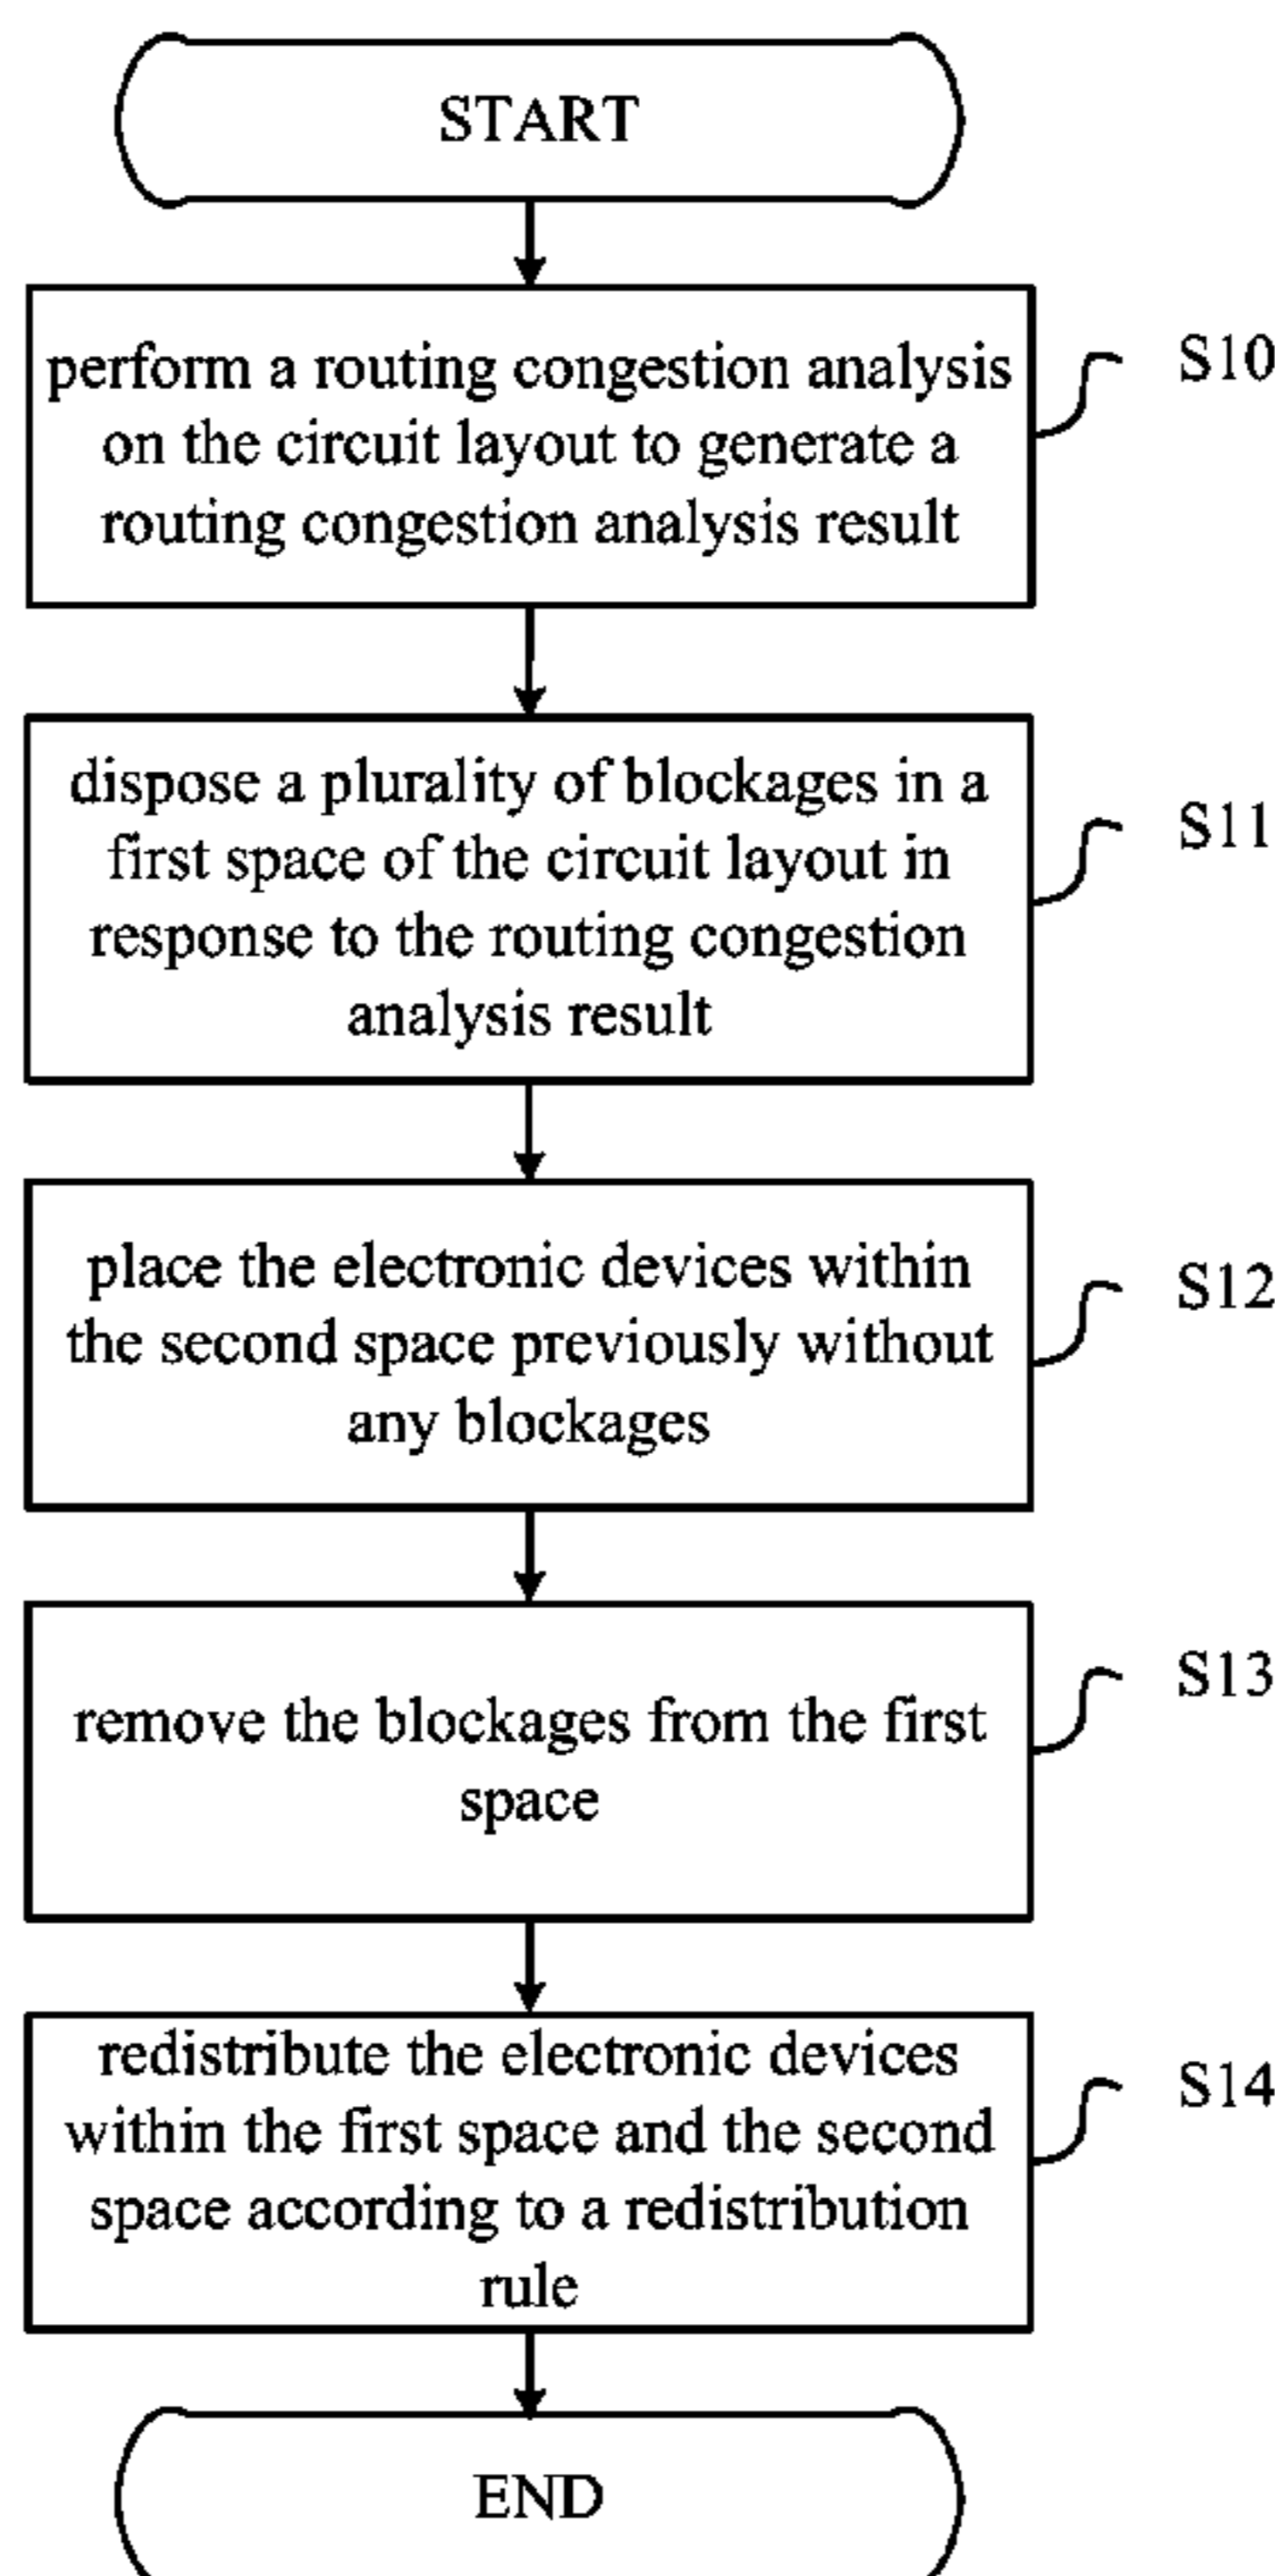 START
perform a routing congestion analysis
on the circuit layout to generate a
routing congestion analysis result
S10
dispose a plurality of blockages in a
first space of the circuit layout in
response to the routing congestion
analysis result
S11
place the electronic devices within
the second space previously without
any blockages
S12
remove the blockages from the first
space
S13
redistribute the electronic devices
within the first space and the second
space according to a redistribution
rule
S14
END